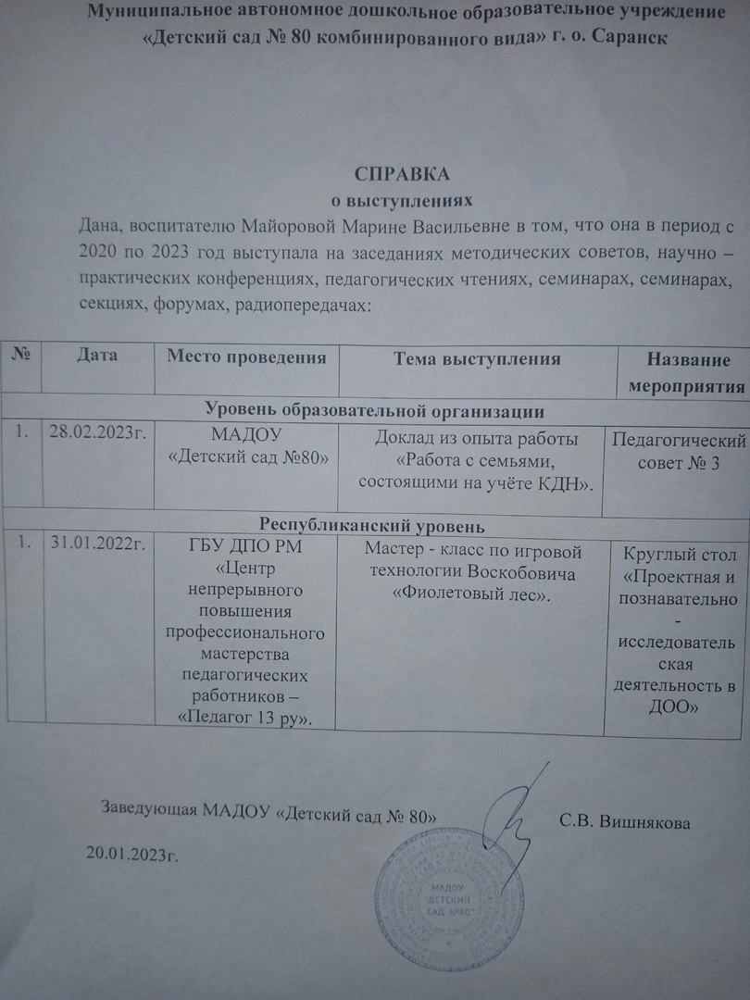 Муниципальное автономное дошкольное образовательное учреждение
«Детский сад № 80 комбинированного вида» г. о. Саранск
СПРАВКА
о выступлениях
Дана, воспитателю Майоровой Марине Васильевне в том, что она в период с
2020 по 2023 год выступала на заседаниях методических советов, научно –
практических конференциях, педагогических чтениях, семинарах, семинарах,
секциях, форумах, радиопередачах:
№ Дата Место проведения Тема выступления Название
мероприятия
Уровень образовательной организации
1. 28.02.2023г. МАДОУ Доклад из опыта работы Педагогический
«Детский сад №80» «Работа с семьями, совет № 3
состоящими на учёте КДН».
Республиканский уровень
1. 31.01.2022г. ГБУ ДПО РМ Мастер - класс по игровой Круглый стол
«Центр технологии Воскобовича «Проектная и
непрерывного «Фиолетовый лес». познавательно
повышения -
профессионального исследователь
мастерства ская
педагогических деятельность в
работников – ДОО»
«Педагог 13 ру».
Заведующая МАДОУ «Детский сад № 80» С.В. Вишнякова
20.01.2023г.
МАДОУ
"ДЕТСКИЙ
САД №80"